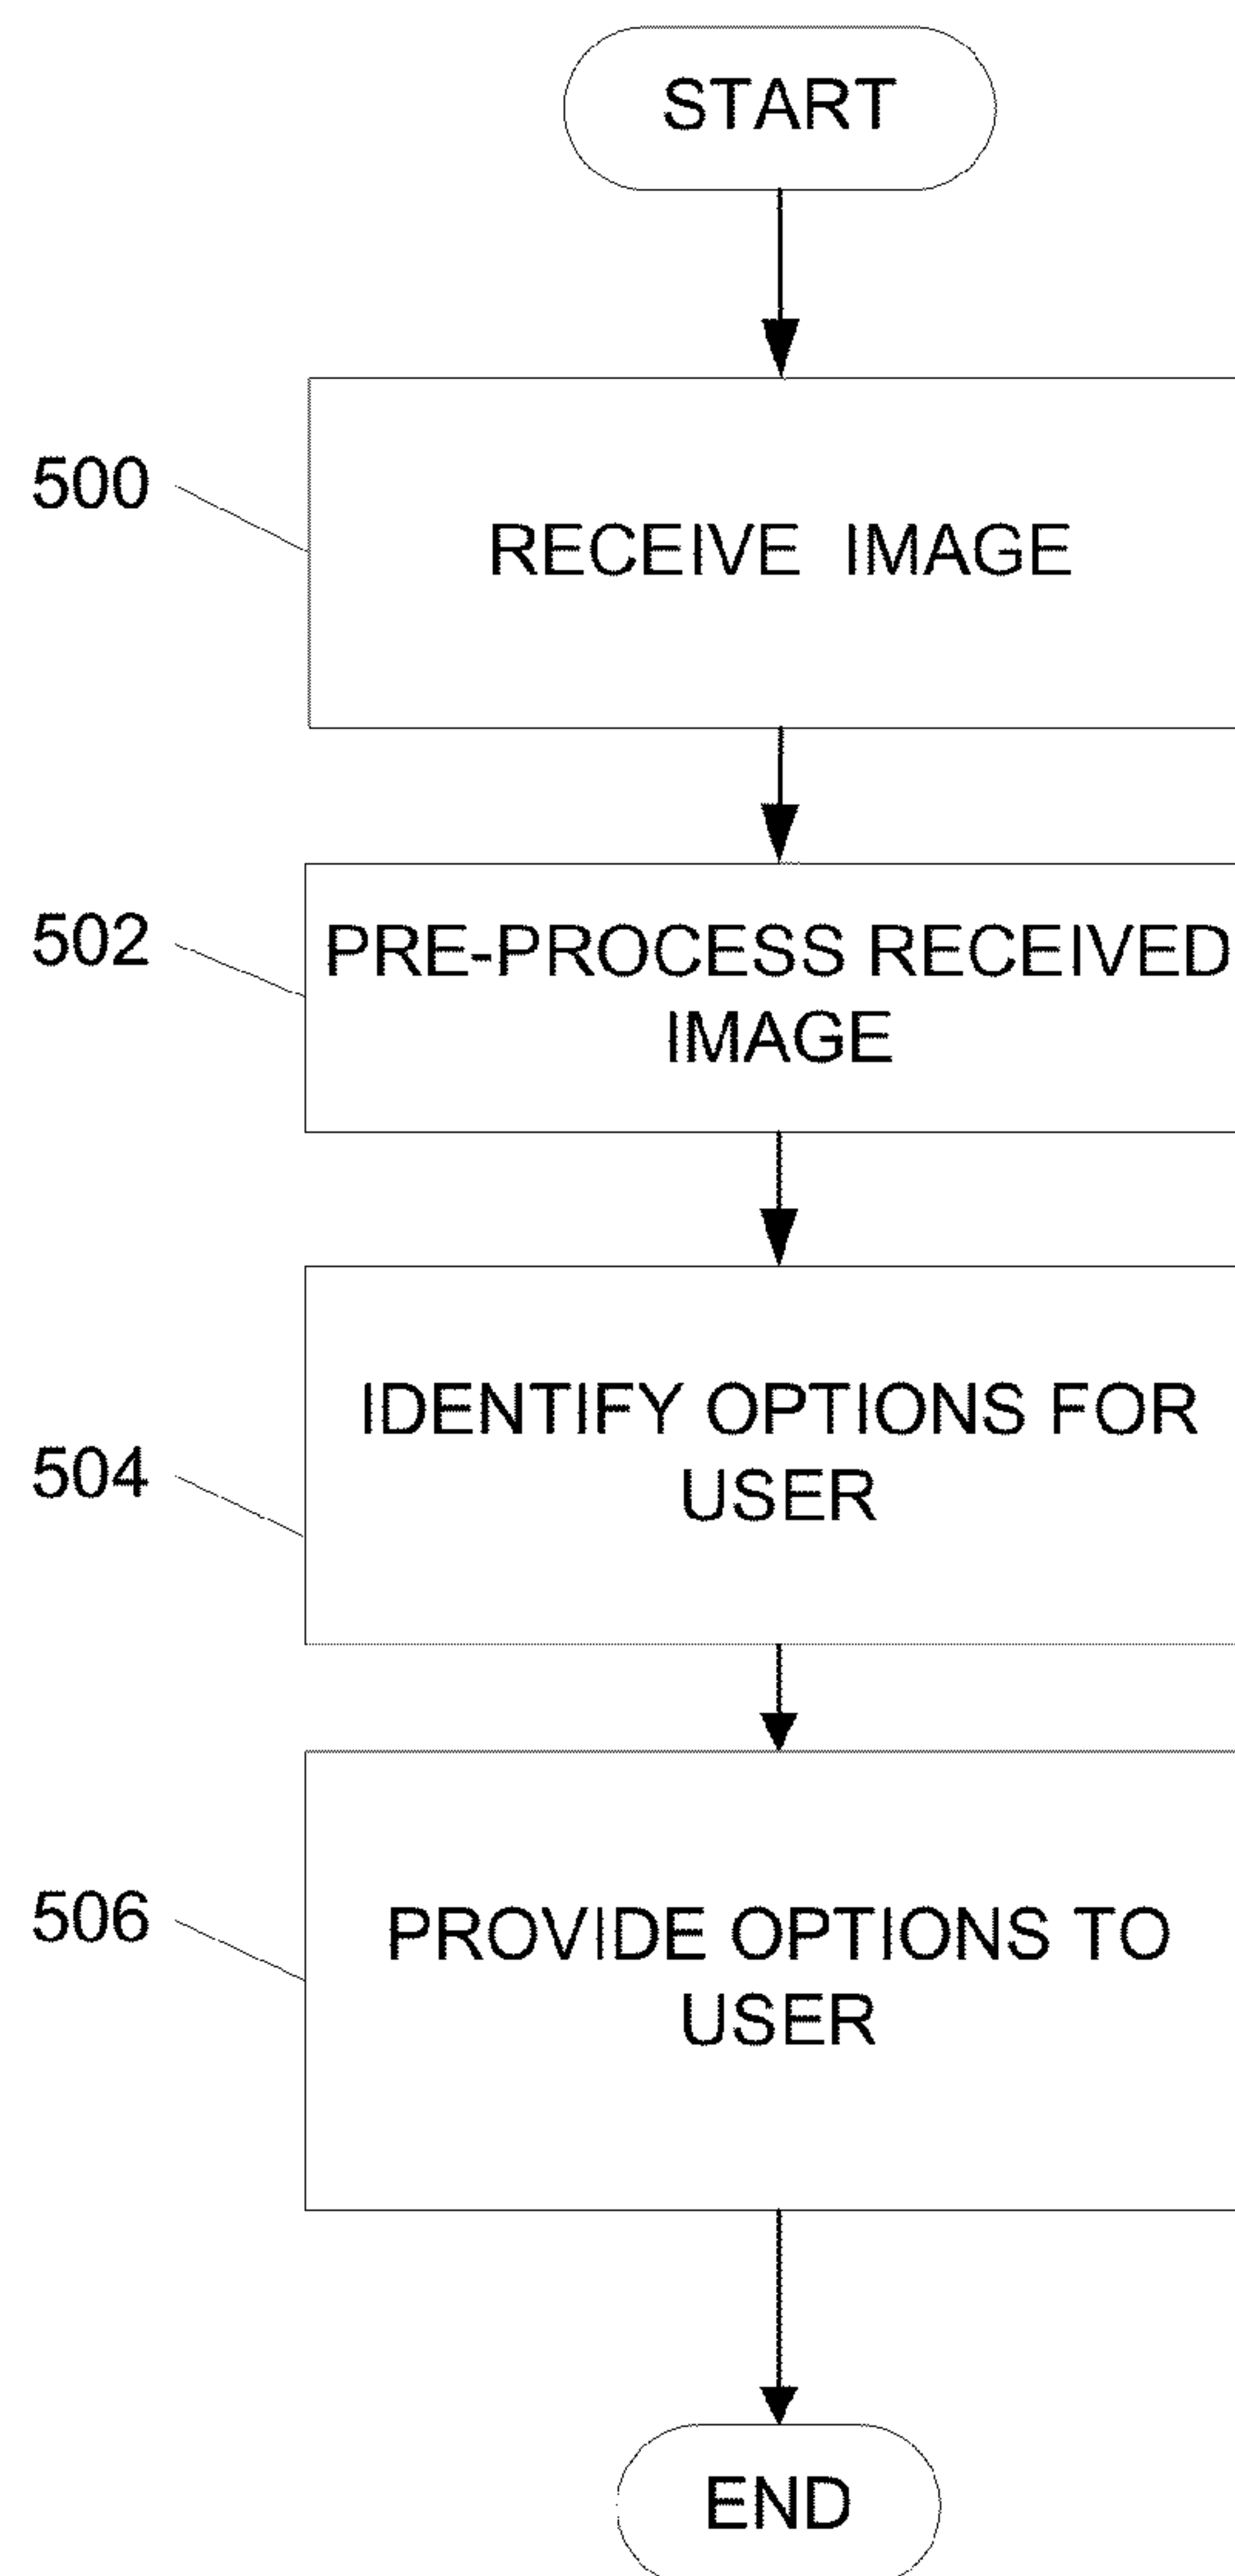 START
500
RECEIVE IMAGE
502
PRE-PROCESS RECEIVED
IMAGE
504
IDENTIFY OPTIONS FOR
USER
506
PROVIDE OPTIONS TO
USER
END